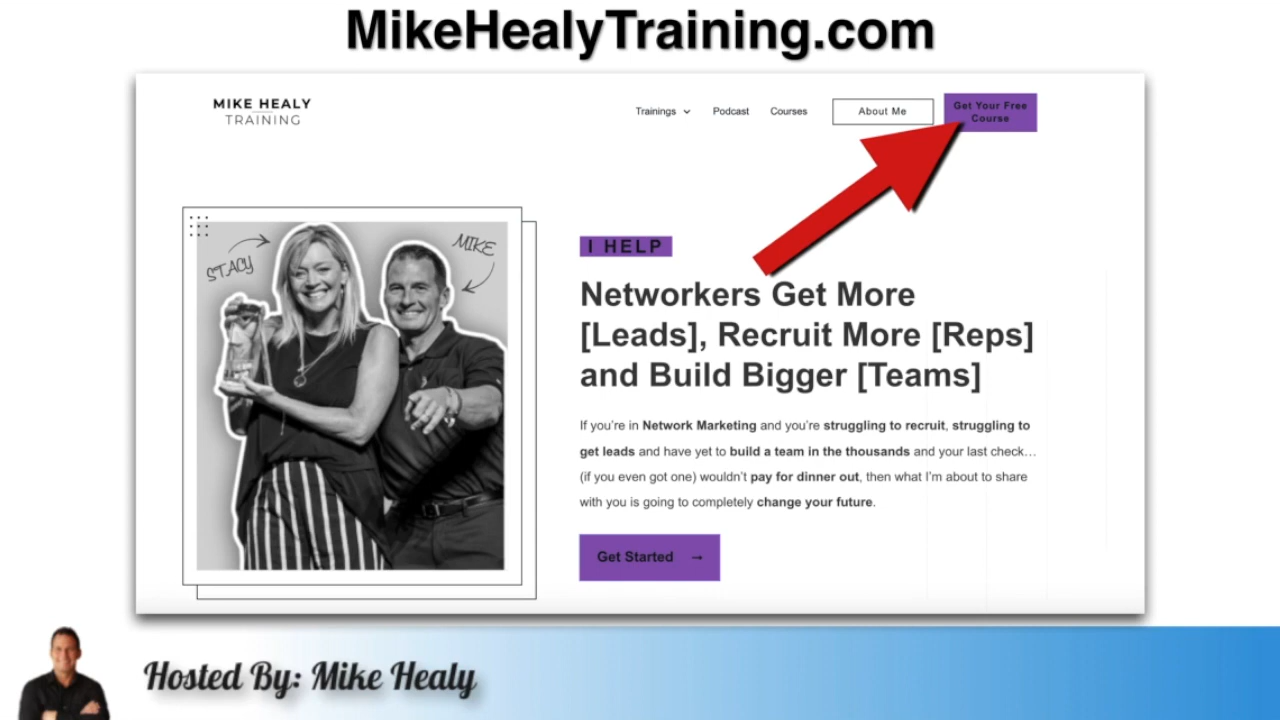 MikeHealyTraining.com
MIKE HEALY
TRAINING
Trainings
Podcast
Courses
About Me
Get Your Free
Course
STACY
MIKE
I HELP
Networkers Get More
[Leads], Recruit More [Reps]
and Build Bigger [Teams]
If you're in Network Marketing and you're struggling to recruit, struggling to
get leads and have yet to build a team in the thousands and your last check…
(if you even got one) wouldn't pay for dinner out, then what I'm about to share
with you is going to completely change your future.
Get Started →
Hosted By: Mike Healy